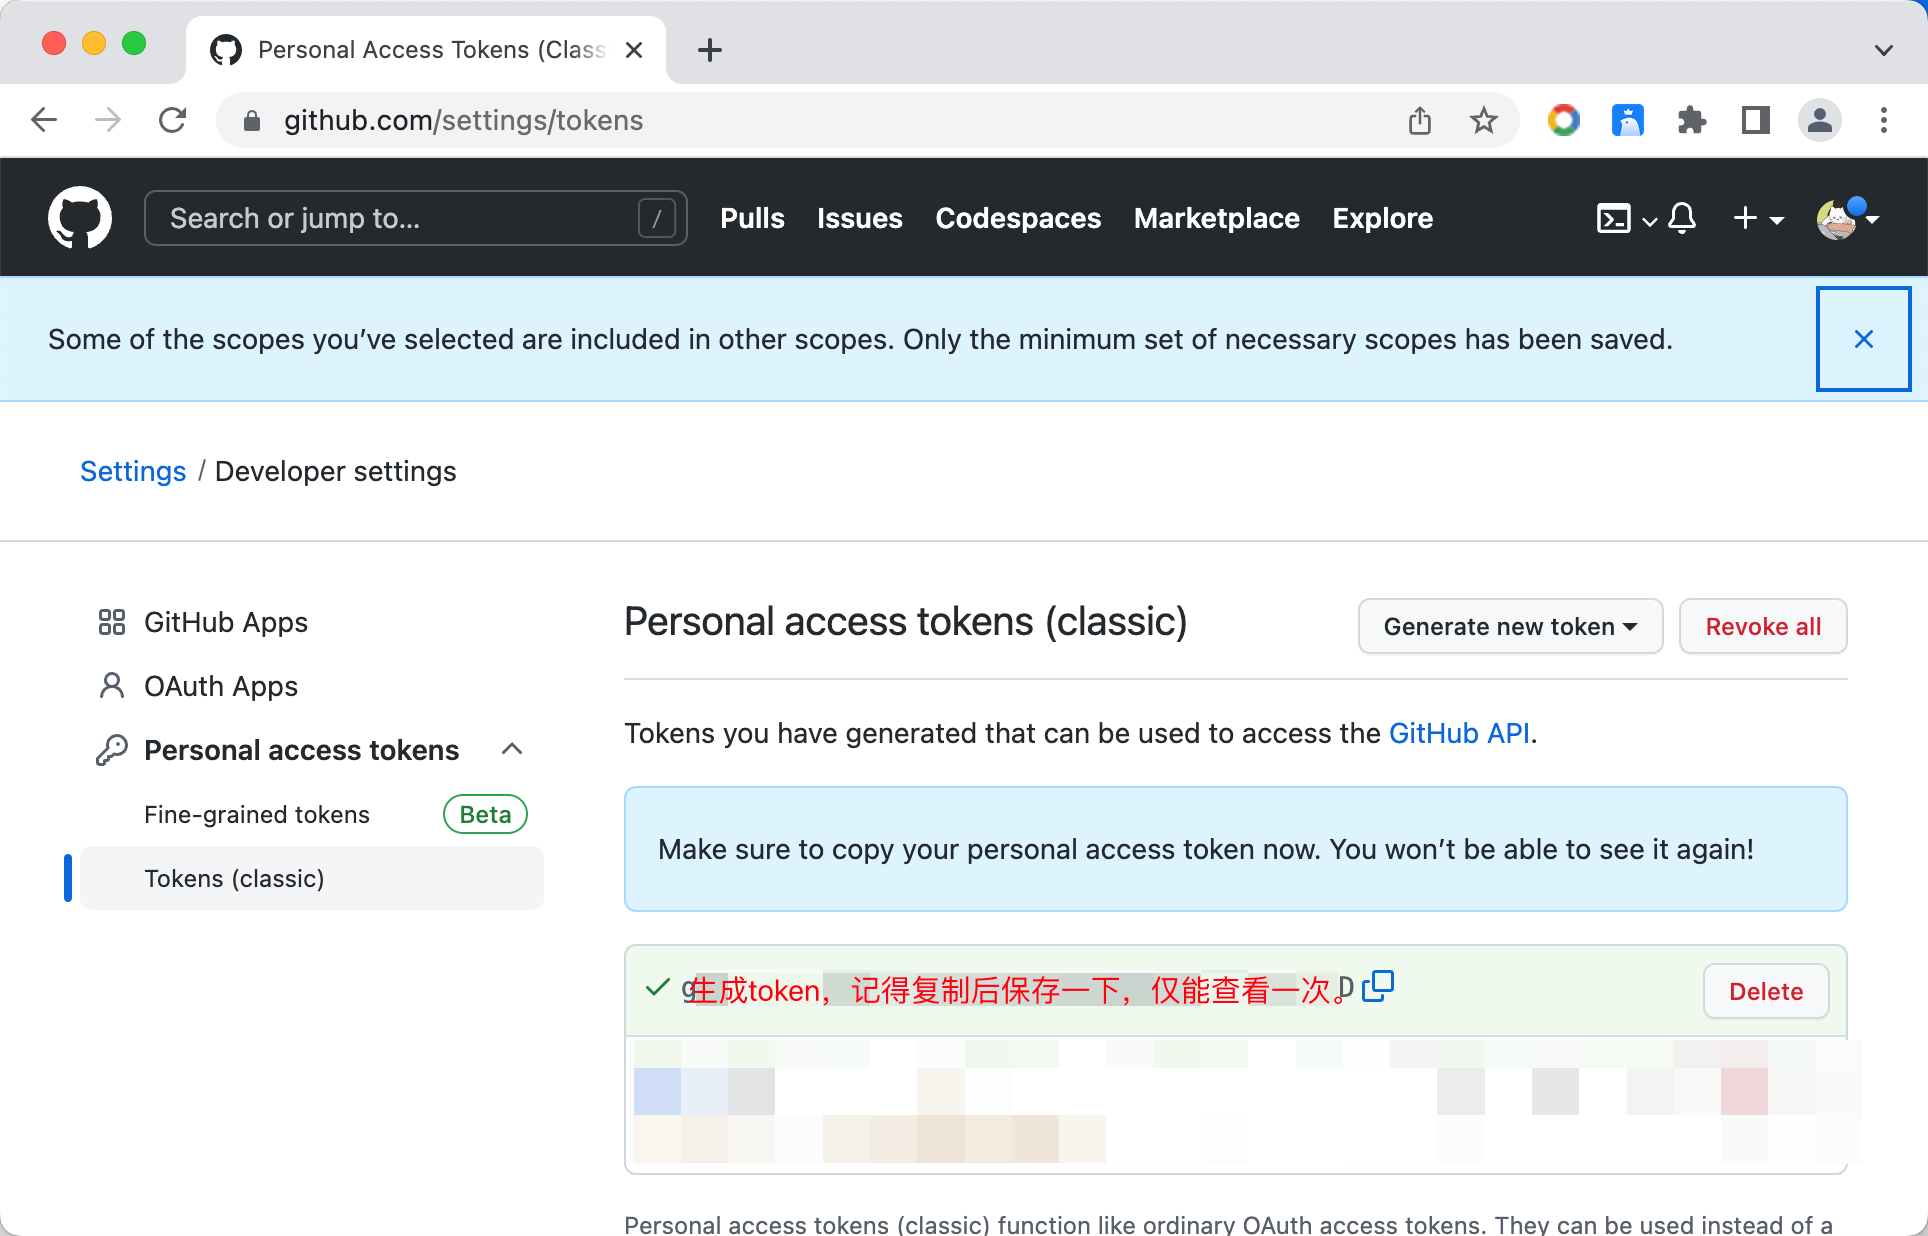 Personal Access Tokens (Class
github.com/settings/tokens
Search or jump to... / Pulls Issues Codespaces Marketplace Explore
Some of the scopes you’ve selected are included in other scopes. Only the minimum set of necessary scopes has been saved.
Settings / Developer settings
GitHub Apps
OAuth Apps
Personal access tokens
Fine-grained tokens Beta
Tokens (classic)
Personal access tokens (classic) Generate new token Revoke all
Tokens you have generated that can be used to access the GitHub API.
Make sure to copy your personal access token now. You won’t be able to see it again!
g生成token，记得复制后保存一下，仅能查看一次。D Delete
Personal access tokens (classic) function like ordinary OAuth access tokens. They can be used instead of a